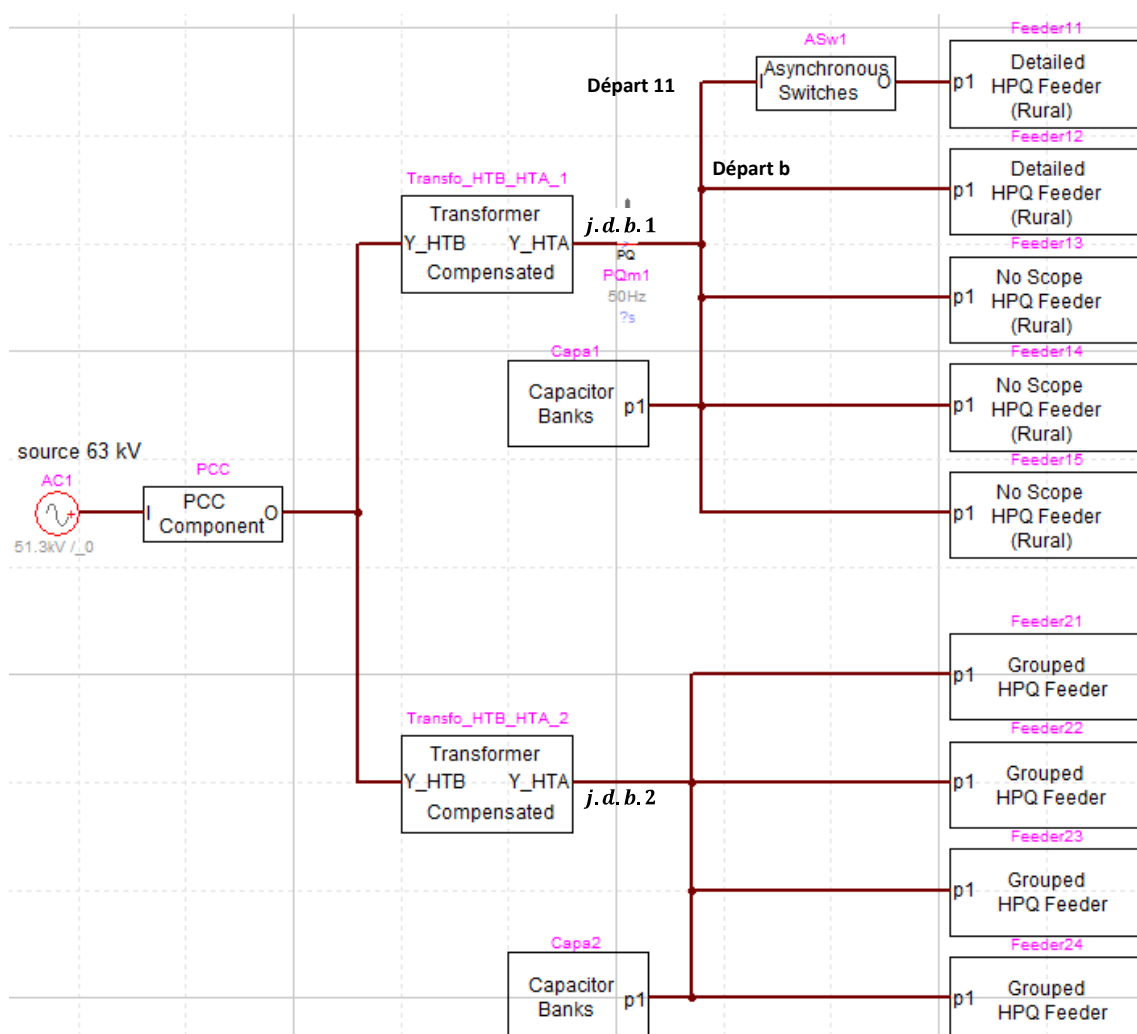 Feeder11
ASw1
I
Asynchronous
Switches
O
p1
Detailed
HPQ Feeder
(Rural)
Départ 11
Feeder12
Départ b
p1
Detailed
HPQ Feeder
(Rural)
Transfo_HTB_HTA_1
Transformer
Y_HTB
Y_HTA
Compensated
j.d.b.1
PQ
PQm1
50Hz
?s
Feeder13
p1
No Scope
HPQ Feeder
(Rural)
Capa1
Capacitor
Banks
p1
Feeder14
p1
No Scope
HPQ Feeder
(Rural)
source 63 kV
AC1
51.3kV /_0
PCC
I
PCC
Component
O
Feeder15
p1
No Scope
HPQ Feeder
(Rural)
Feeder21
p1
Grouped
HPQ Feeder
Transfo_HTB_HTA_2
Transformer
Y_HTB
Y_HTA
Compensated
j.d.b.2
Feeder22
p1
Grouped
HPQ Feeder
Feeder23
p1
Grouped
HPQ Feeder
Capa2
Capacitor
Banks
p1
Feeder24
p1
Grouped
HPQ Feeder